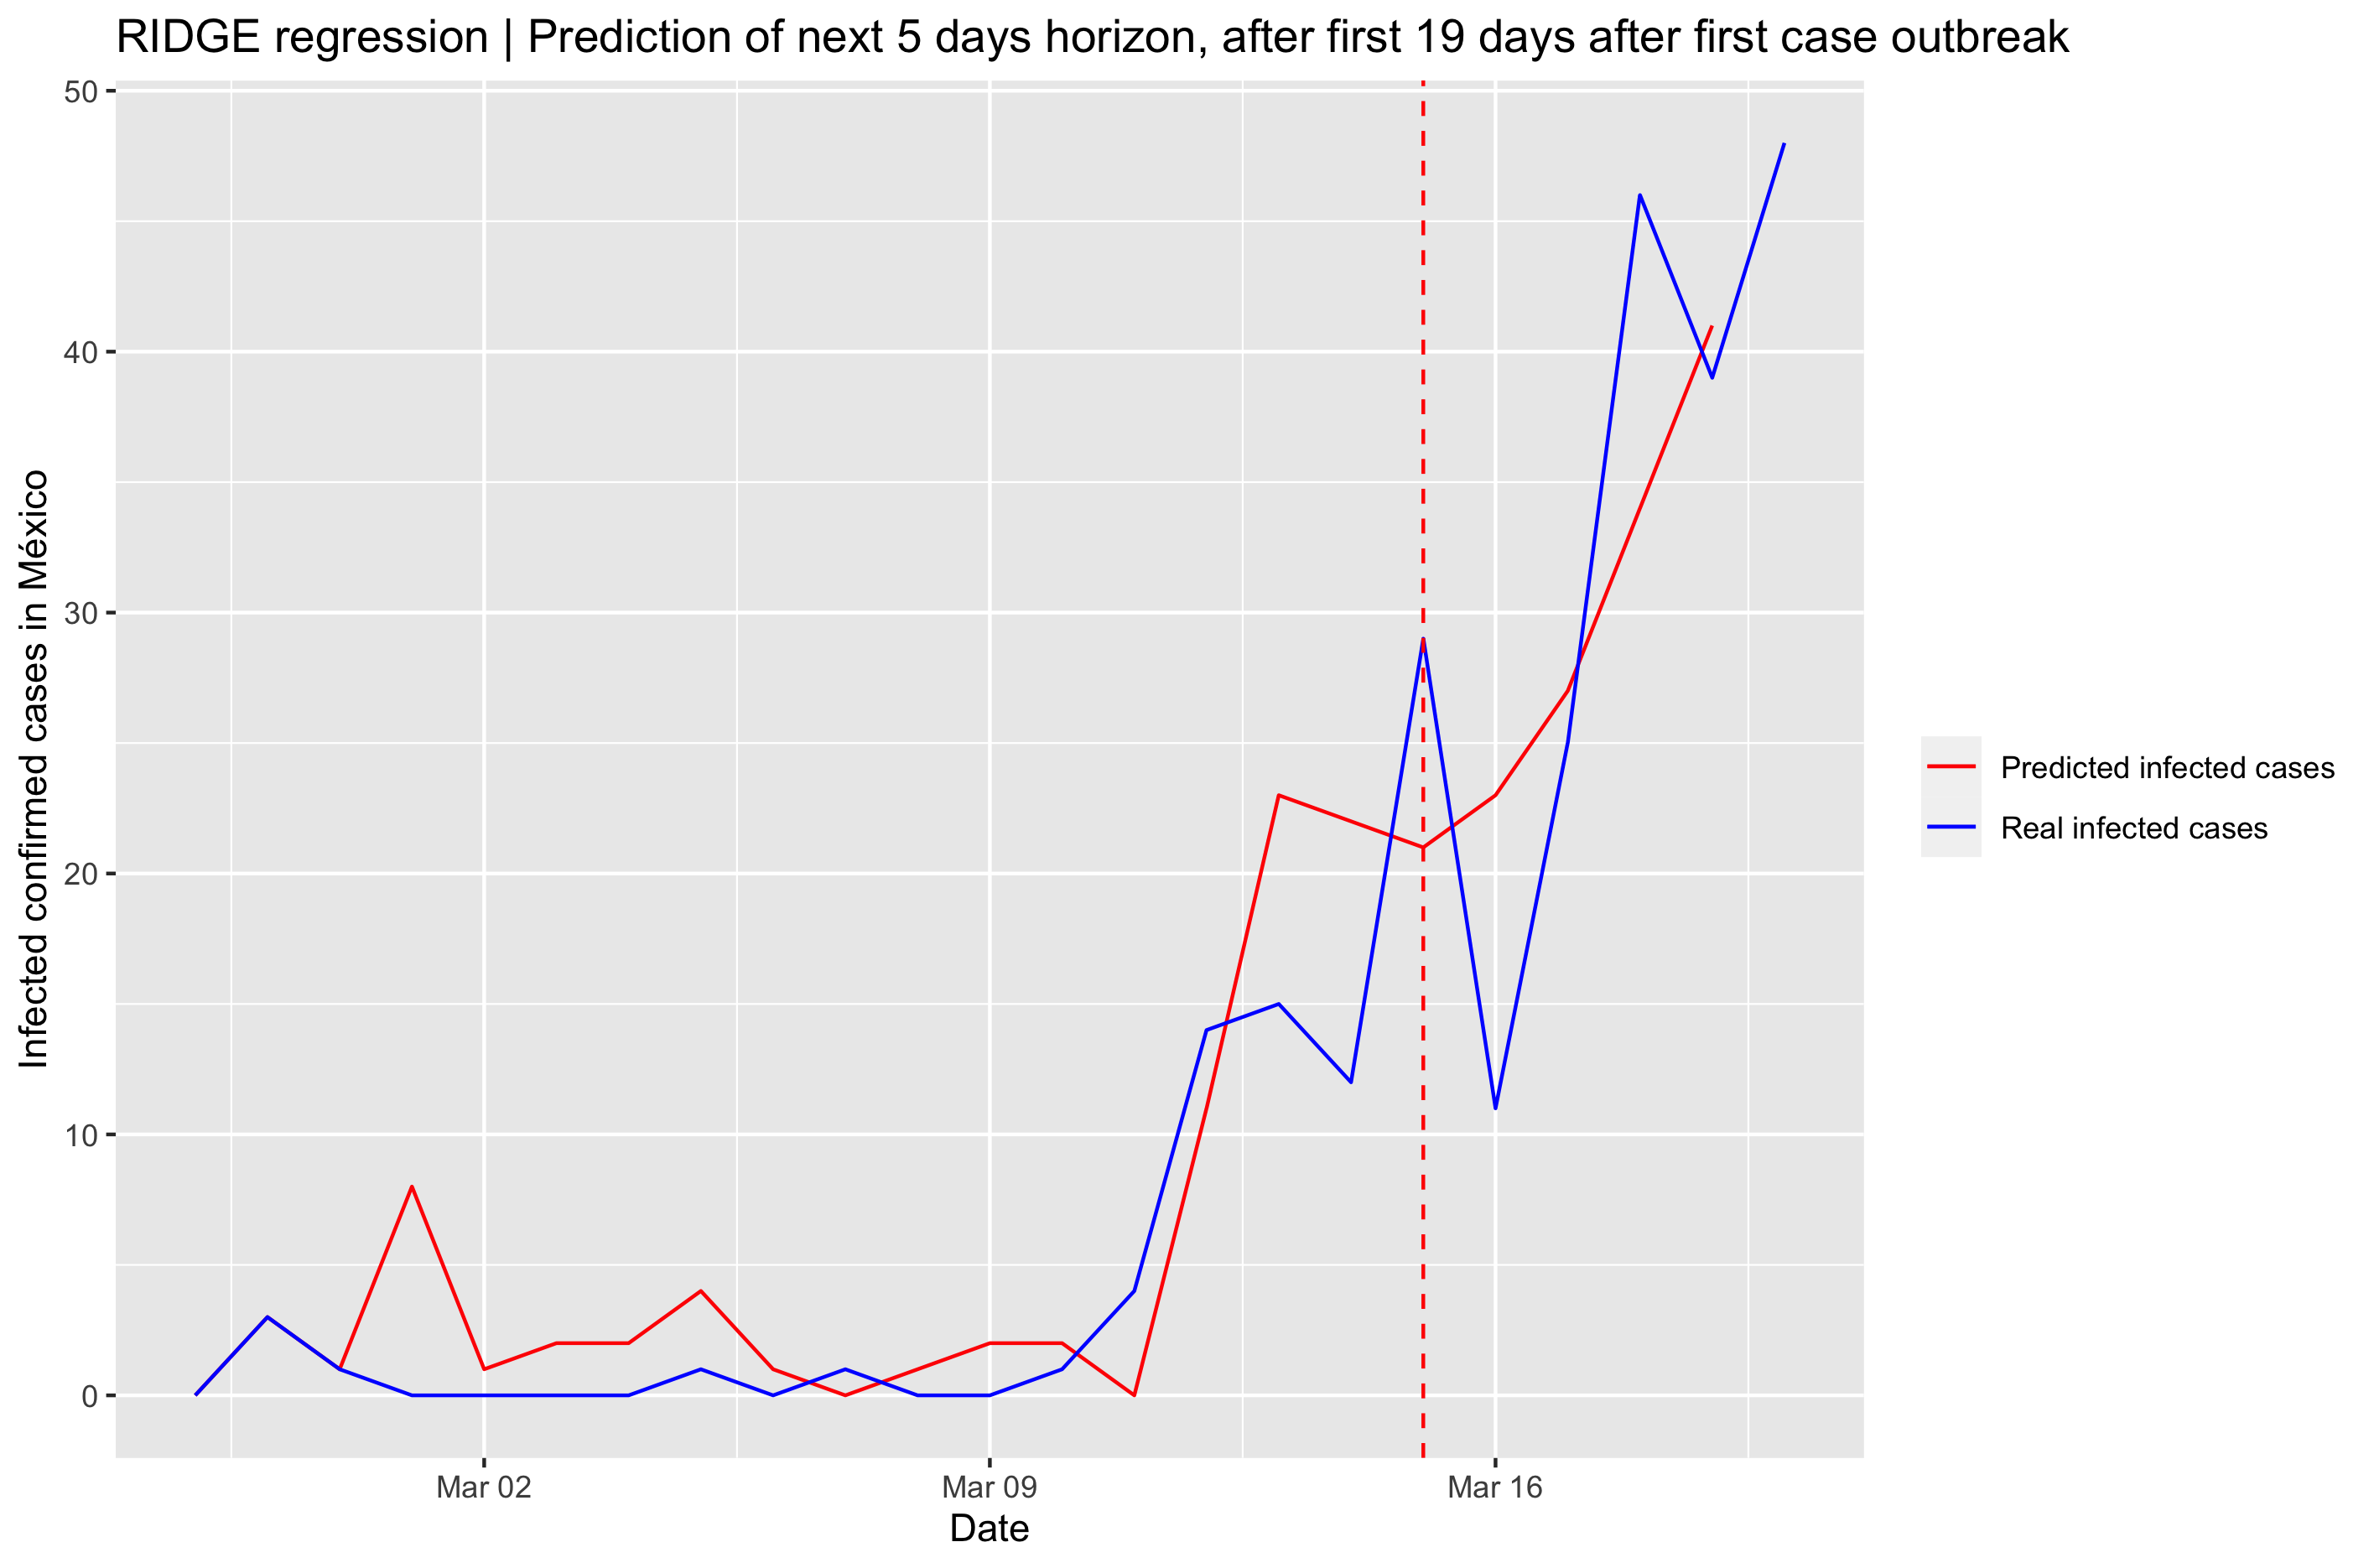 RIDGE regression | Prediction of next 5 days horizon, after first 19 days after first case outbreak
Infected confirmed cases in México
50
40
30
20
10
0
Mar 02
Mar 09
Mar 16
Date
Predicted infected cases
Real infected cases